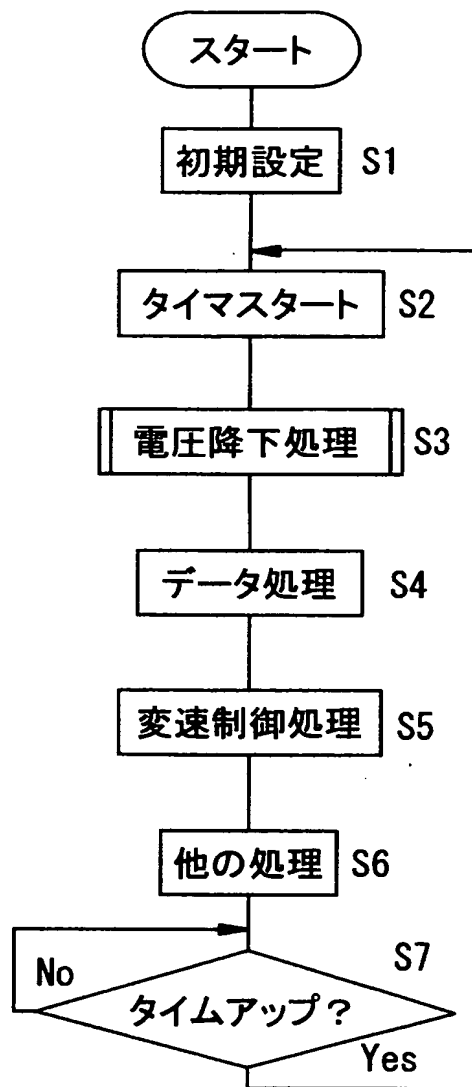 スタート
初期設定 S1
タイマスタート S2
電圧降下処理 S3
データ処理 S4
変速制御処理 S5
他の処理 S6
S7
No
タイムアップ?
Yes